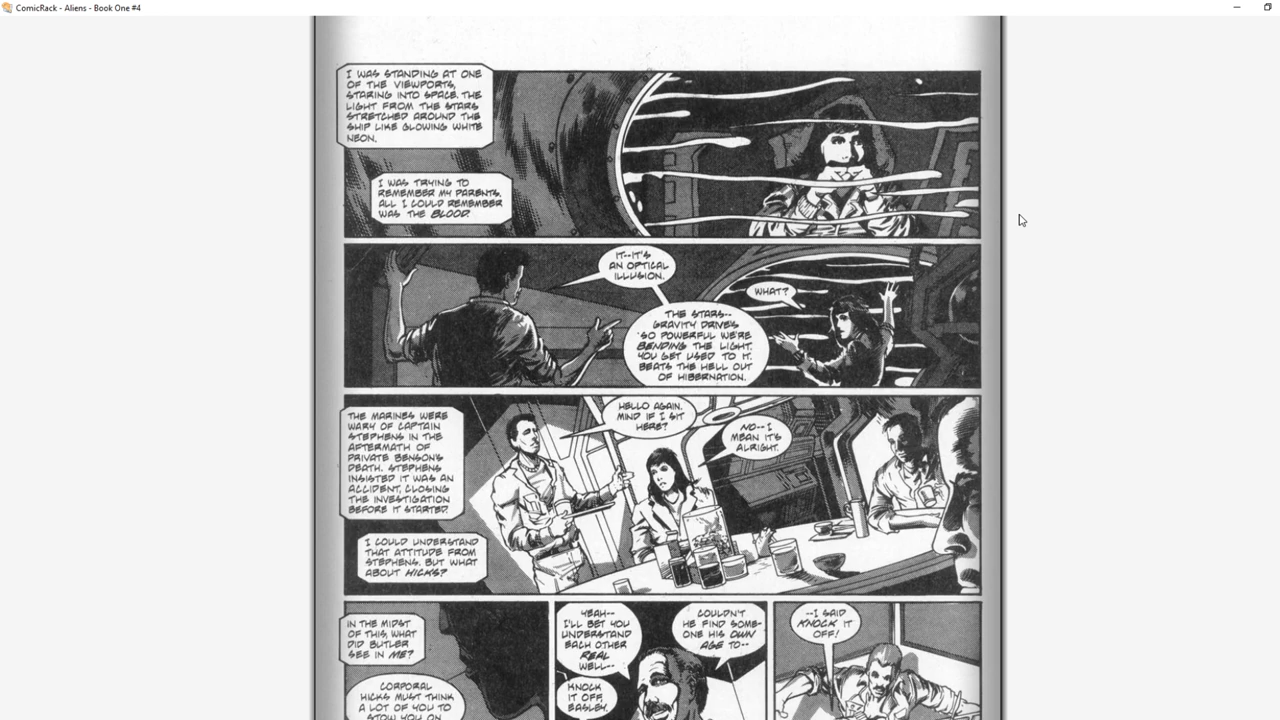 ComicRack - Aliens - Book One #4
I WAS STANDING AT ONE
OF THE VIEWPORTS,
STARING INTO SPACE. THE
LIGHT FROM THE STARS
STRETCHED AROUND THE
SHIP LIKE GLOWING WHITE
NEON.
I WAS TRYING TO
REMEMBER MY PARENTS.
ALL I COULD REMEMBER
WAS THE BLOOD.
IT--IT'S
AN OPTICAL
ILLUSION.
WHAT?
THE STARS--
GRAVITY DRIVE'S
SO POWERFUL WE'RE
BENDING THE LIGHT.
YOU GET USED TO IT.
BEATS THE HELL OUT
OF HIBERNATION.
THE MARINES WERE
WARY OF CAPTAIN
STEPHENS IN THE
AFTERMATH OF
PRIVATE BENSON'S
DEATH. STEPHENS
INSISTED IT WAS AN
ACCIDENT, CLOSING
THE INVESTIGATION
BEFORE IT STARTED.
HELLO AGAIN.
MIND IF I SIT
HERE?
NO--I
MEAN IT'S
ALRIGHT.
I COULD UNDERSTAND
THAT ATTITUDE FROM
STEPHENS. BUT WHAT
ABOUT HICKS?
IN THE MIDST
OF THIS, WHAT
DID BUTLER
SEE IN ME?
CORPORAL
HICKS MUST THINK
A LOT OF YOU TO
STOW YOU ON
YEAH--
I'LL BET YOU
UNDERSTAND
EACH OTHER
REAL
WELL--
COULDN'T
HE FIND SOME-
ONE HIS OWN
AGE TO--
KNOCK
IT OFF,
EASLEY.
--I SAID
KNOCK IT
OFF!